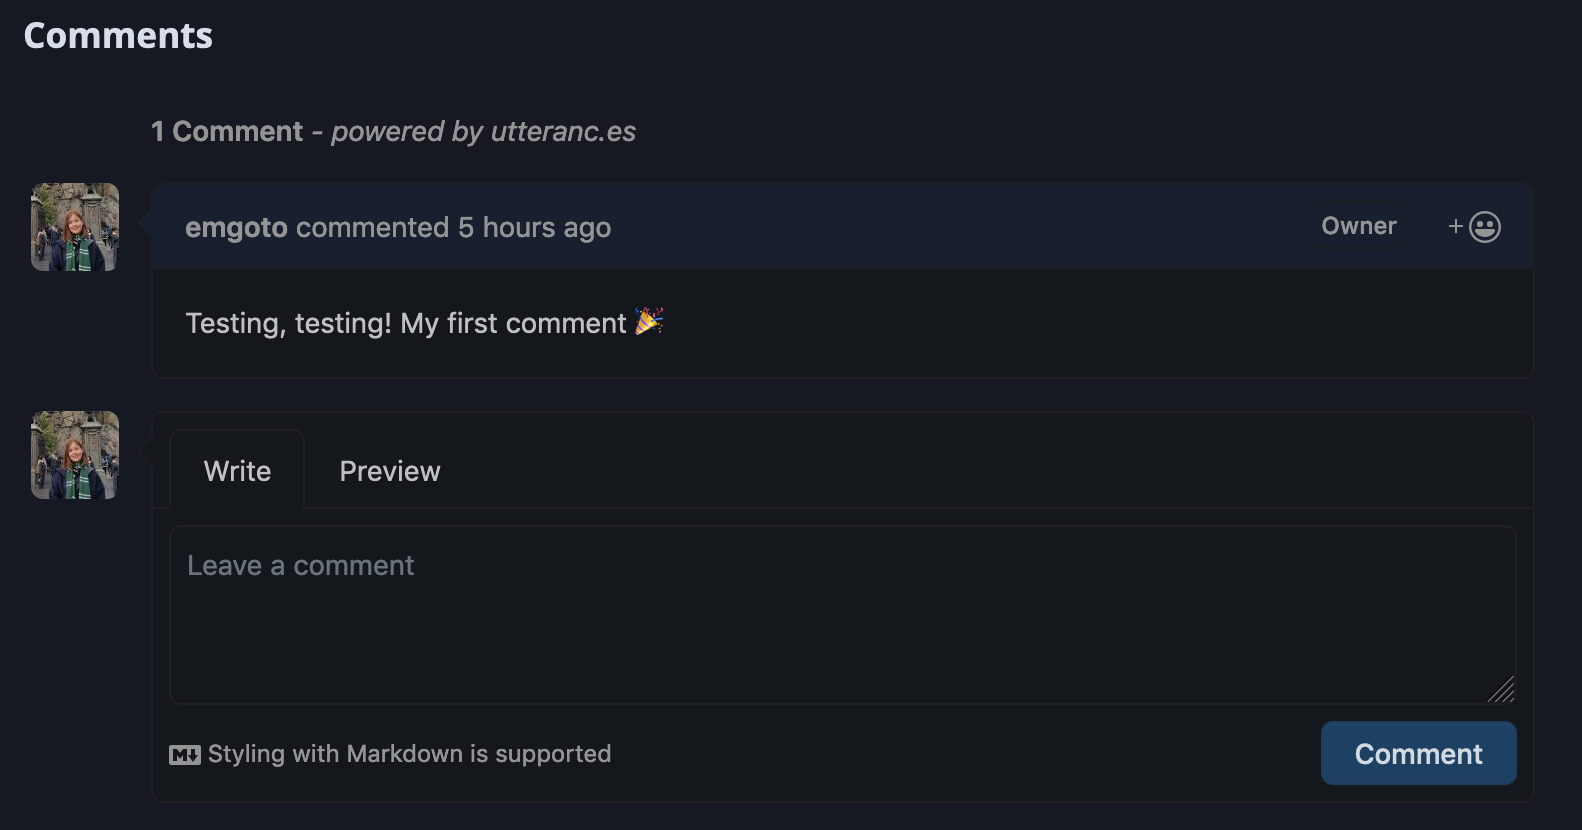 Comments
1 Comment - powered by utteranc.es
emgoto commented 5 hours ago
Owner
+
Testing, testing! My first comment 🎉
Write
Preview
Leave a comment
M Styling with Markdown is supported
Comment